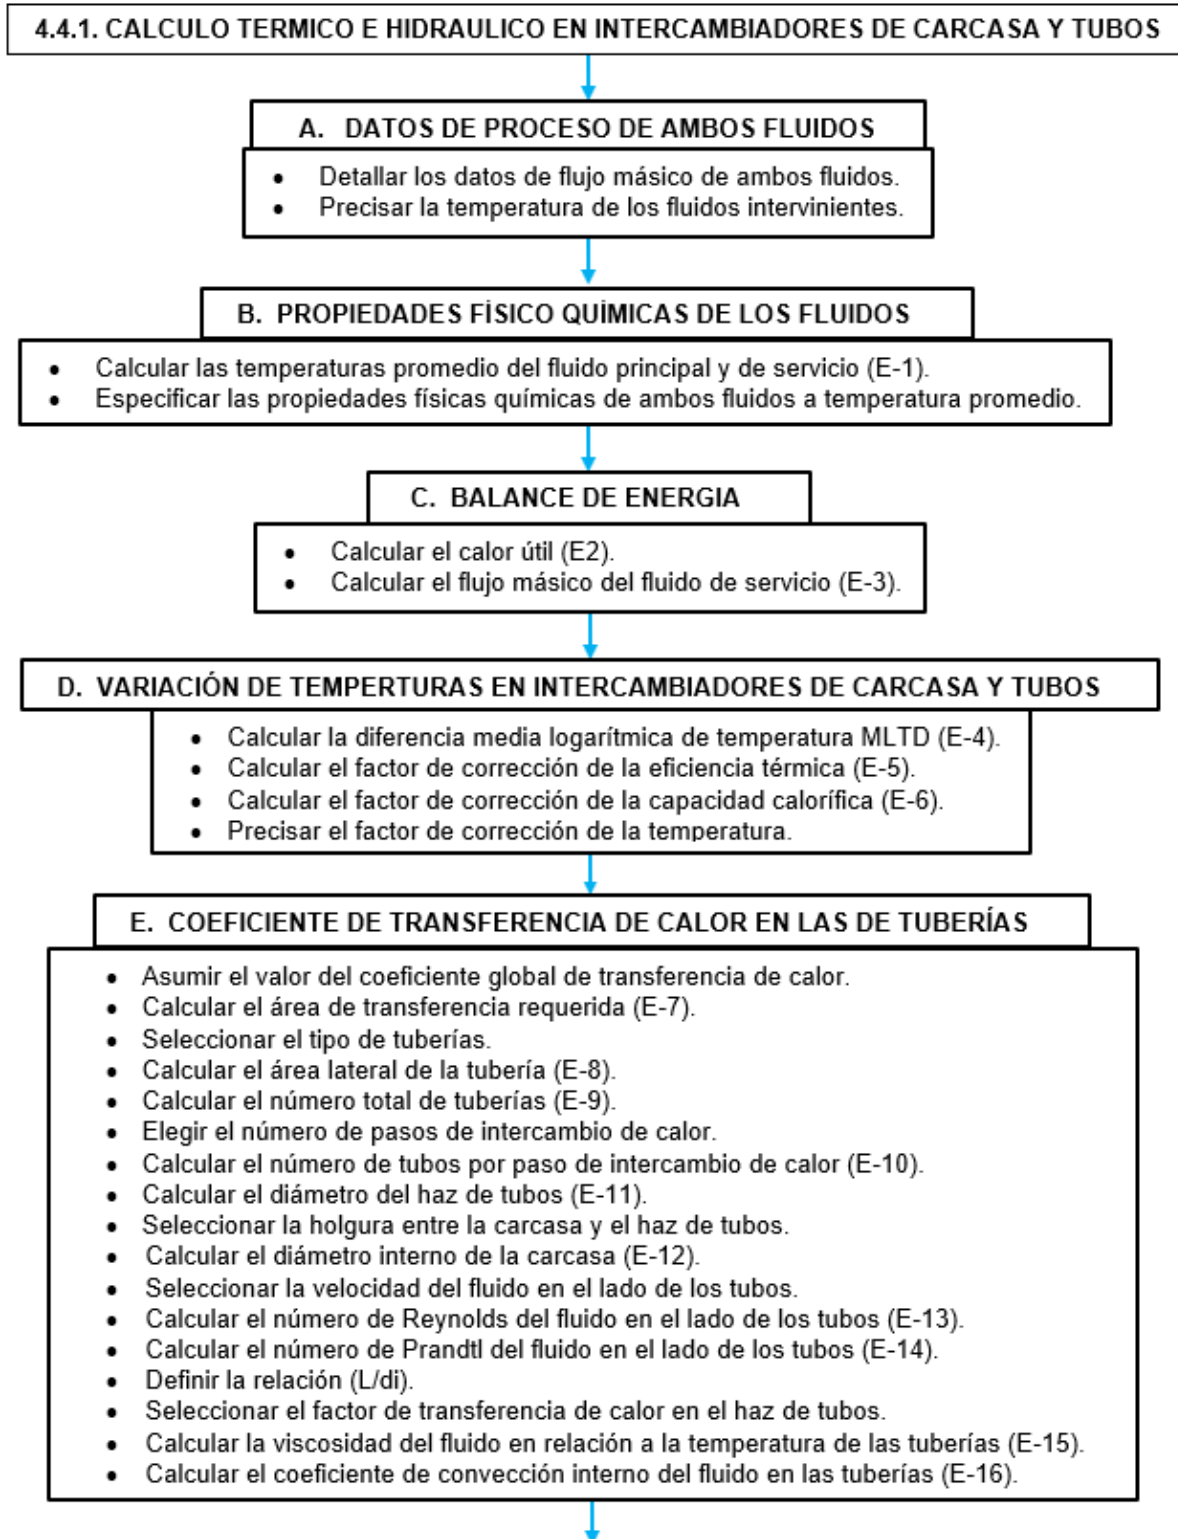 4.4.1. CALCULO TERMICO E HIDRAULICO EN INTERCAMBIADORES DE CARCASA Y TUBOS
A. DATOS DE PROCESO DE AMBOS FLUIDOS
• Detallar los datos de flujo másico de ambos fluidos.
• Precisar la temperatura de los fluidos intervinientes.
B. PROPIEDADES FÍSICO QUÍMICAS DE LOS FLUIDOS
• Calcular las temperaturas promedio del fluido principal y de servicio (E-1).
• Especificar las propiedades físicas químicas de ambos fluidos a temperatura promedio.
C. BALANCE DE ENERGIA
• Calcular el calor útil (E2).
• Calcular el flujo másico del fluido de servicio (E-3).
D. VARIACIÓN DE TEMPERTURAS EN INTERCAMBIADORES DE CARCASA Y TUBOS
• Calcular la diferencia media logarítmica de temperatura MLTD (E-4).
• Calcular el factor de corrección de la eficiencia térmica (E-5).
• Calcular el factor de corrección de la capacidad calorífica (E-6).
• Precisar el factor de corrección de la temperatura.
E. COEFICIENTE DE TRANSFERENCIA DE CALOR EN LAS DE TUBERÍAS
• Asumir el valor del coeficiente global de transferencia de calor.
• Calcular el área de transferencia requerida (E-7).
• Seleccionar el tipo de tuberías.
• Calcular el área lateral de la tubería (E-8).
• Calcular el número total de tuberías (E-9).
• Elegir el número de pasos de intercambio de calor.
• Calcular el número de tubos por paso de intercambio de calor (E-10).
• Calcular el diámetro del haz de tubos (E-11).
• Seleccionar la holgura entre la carcasa y el haz de tubos.
• Calcular el diámetro interno de la carcasa (E-12).
• Seleccionar la velocidad del fluido en el lado de los tubos.
• Calcular el número de Reynolds del fluido en el lado de los tubos (E-13).
• Calcular el número de Prandtl del fluido en el lado de los tubos (E-14).
• Definir la relación (L/di).
• Seleccionar el factor de transferencia de calor en el haz de tubos.
• Calcular la viscosidad del fluido en relación a la temperatura de las tuberías (E-15).
• Calcular el coeficiente de convección interno del fluido en las tuberías (E-16).